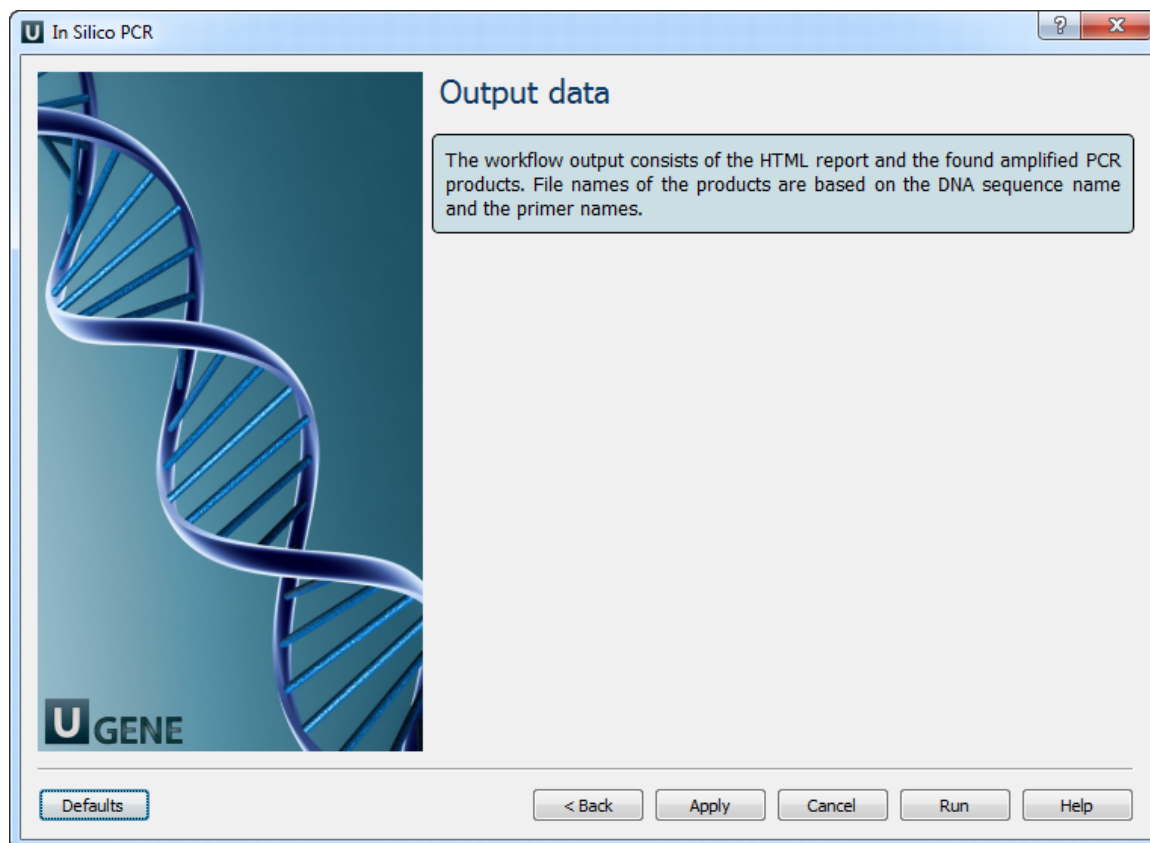 U In Silico PCR
Output data
The workflow output consists of the HTML report and the found amplified PCR
products. File names of the products are based on the DNA sequence name
and the primer names.
U GENE
Defaults
< Back
Apply
Cancel
Run
Help